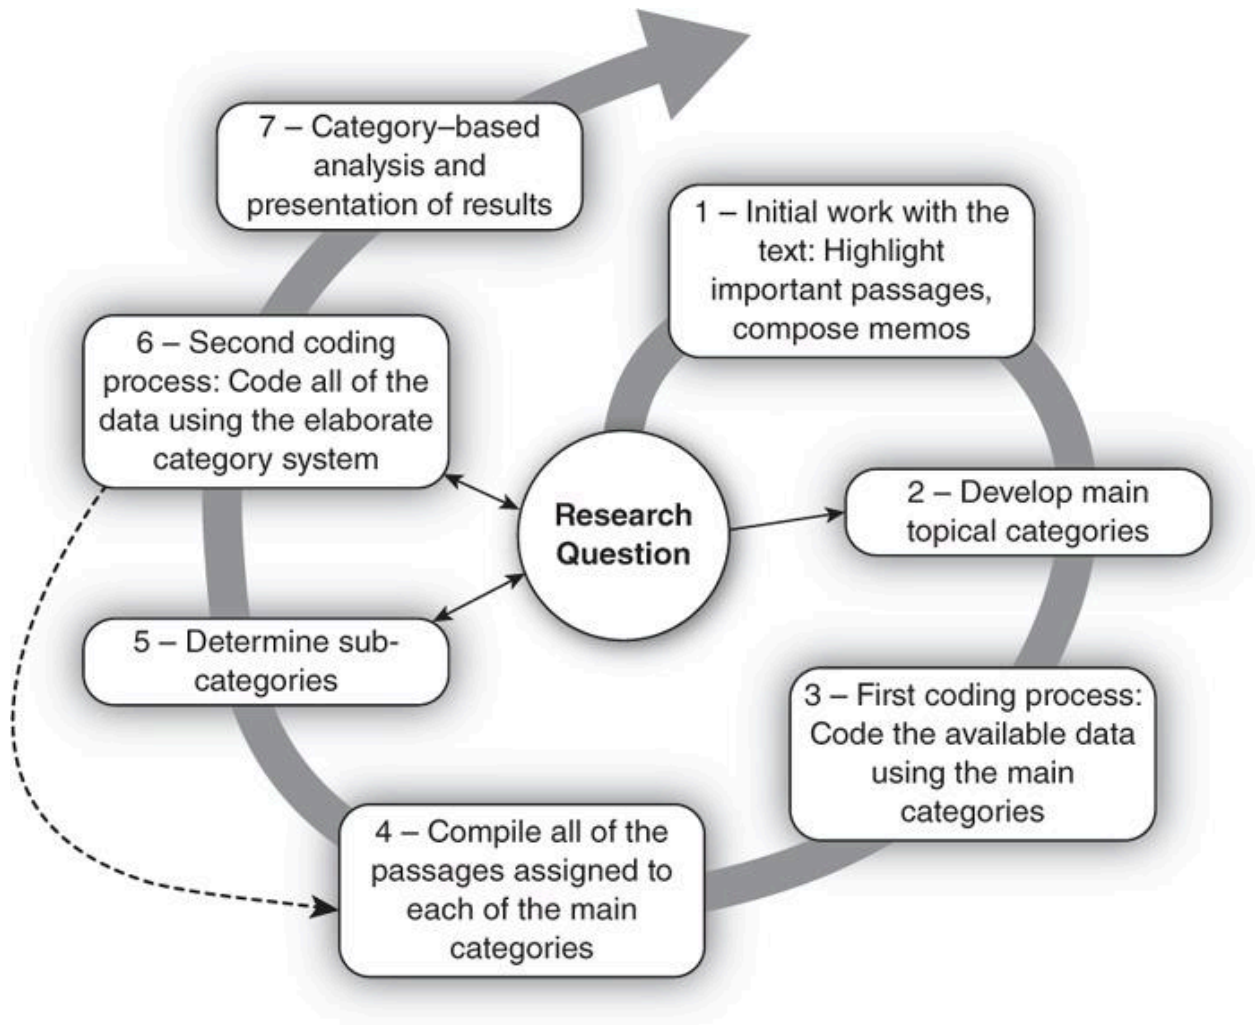 7 – Category–based
analysis and
presentation of results
1 – Initial work with the
text: Highlight
important passages,
compose memos
6 – Second coding
process: Code all of the
data using the elaborate
category system
Research
Question
2 – Develop main
topical categories
5 – Determine sub-
categories
3 – First coding process:
Code the available data
using the main
categories
4 – Compile all of the
passages assigned to
each of the main
categories